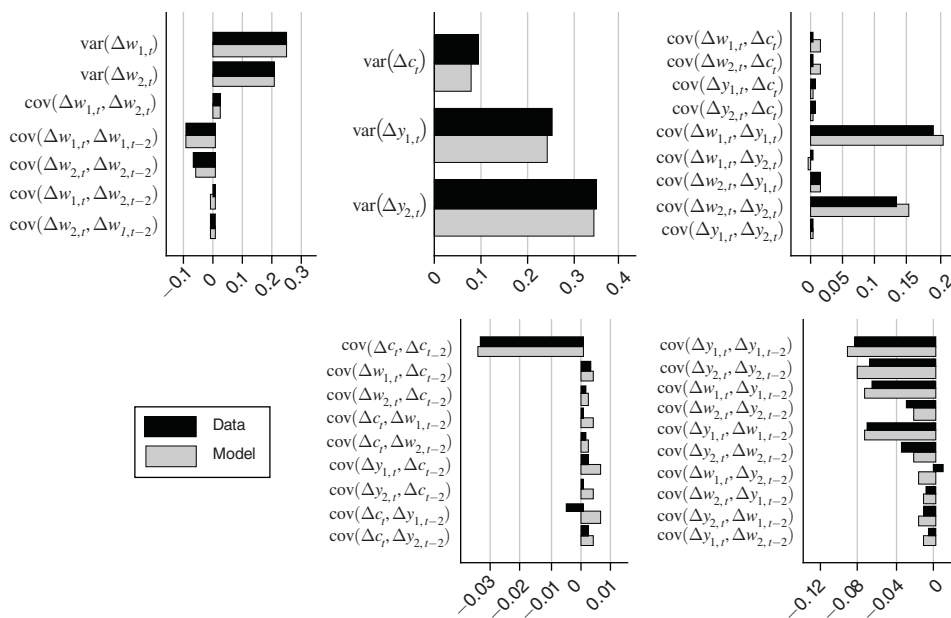 var(Δw₁,ₜ)
var(Δw₂,ₜ)
cov(Δw₁,ₜ, Δw₂,ₜ)
cov(Δw₁,ₜ, Δw₁,ₜ₋₂)
cov(Δw₂,ₜ, Δw₂,ₜ₋₂)
cov(Δw₁,ₜ, Δw₂,ₜ₋₂)
cov(Δw₂,ₜ, Δw₁,ₜ₋₂)
−0.1 0 0.1 0.2 0.3
var(Δcₜ)
var(Δy₁,ₜ)
var(Δy₂,ₜ)
0 0.1 0.2 0.3 0.4
cov(Δw₁,ₜ, Δcₜ)
cov(Δw₂,ₜ, Δcₜ)
cov(Δy₁,ₜ, Δcₜ)
cov(Δy₂,ₜ, Δcₜ)
cov(Δw₁,ₜ, Δy₁,ₜ)
cov(Δw₁,ₜ, Δy₂,ₜ)
cov(Δw₂,ₜ, Δy₁,ₜ)
cov(Δw₂,ₜ, Δy₂,ₜ)
cov(Δy₁,ₜ, Δy₂,ₜ)
0 0.05 0.1 0.15 0.2
Data
Model
cov(Δcₜ, Δcₜ₋₂)
cov(Δw₁,ₜ, Δcₜ₋₂)
cov(Δw₂,ₜ, Δcₜ₋₂)
cov(Δcₜ, Δw₁,ₜ₋₂)
cov(Δcₜ, Δw₂,ₜ₋₂)
cov(Δy₁,ₜ, Δcₜ₋₂)
cov(Δy₂,ₜ, Δcₜ₋₂)
cov(Δcₜ, Δy₁,ₜ₋₂)
cov(Δcₜ, Δy₂,ₜ₋₂)
−0.03 −0.02 −0.01 0 0.01
cov(Δy₁,ₜ, Δy₁,ₜ₋₂)
cov(Δy₂,ₜ, Δy₂,ₜ₋₂)
cov(Δw₁,ₜ, Δy₁,ₜ₋₂)
cov(Δw₂,ₜ, Δy₂,ₜ₋₂)
cov(Δy₁,ₜ, Δw₁,ₜ₋₂)
cov(Δy₂,ₜ, Δw₂,ₜ₋₂)
cov(Δw₁,ₜ, Δy₂,ₜ₋₂)
cov(Δw₂,ₜ, Δy₁,ₜ₋₂)
cov(Δy₂,ₜ, Δw₁,ₜ₋₂)
cov(Δy₁,ₜ, Δw₂,ₜ₋₂)
−0.12 −0.08 −0.04 0